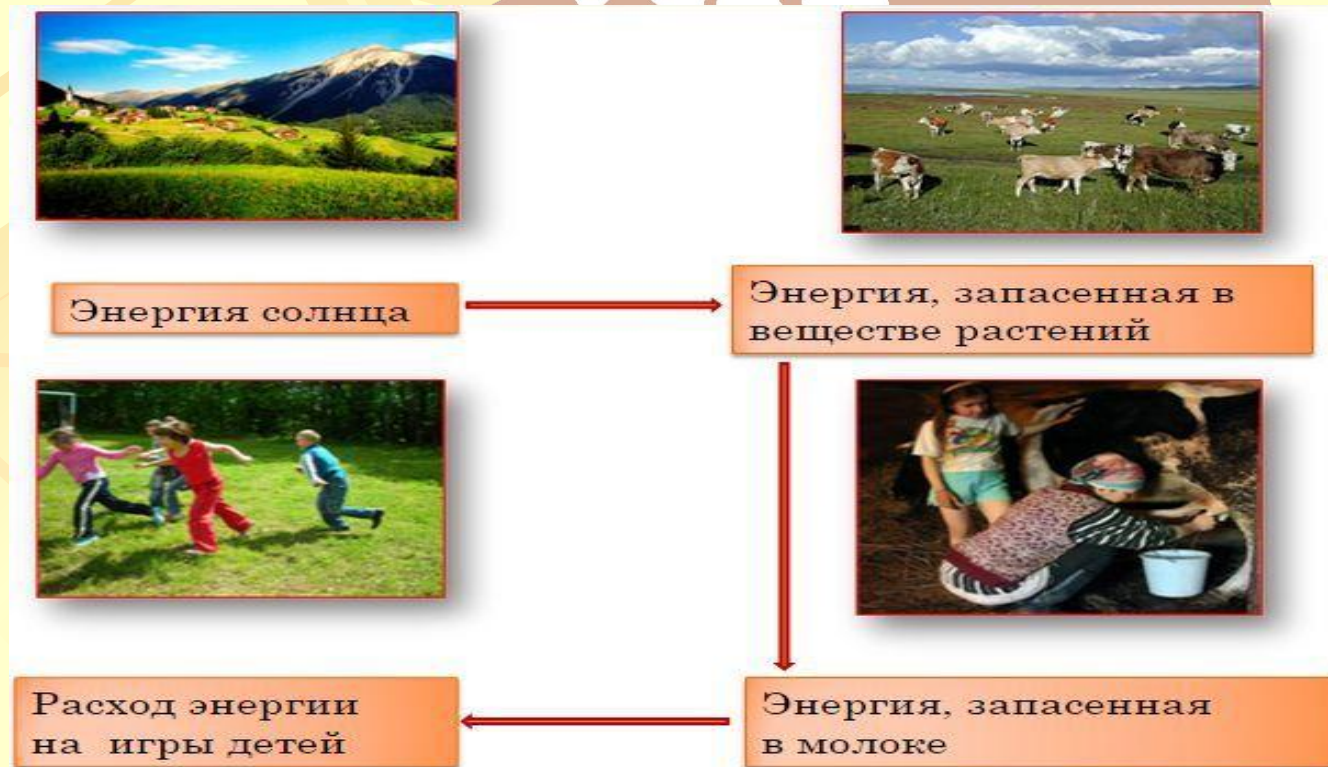 Энергия солнца
Энергия, запасенная в
веществе растений
Энергия, запасенная
в молоке
Расход энергии
на игры детей